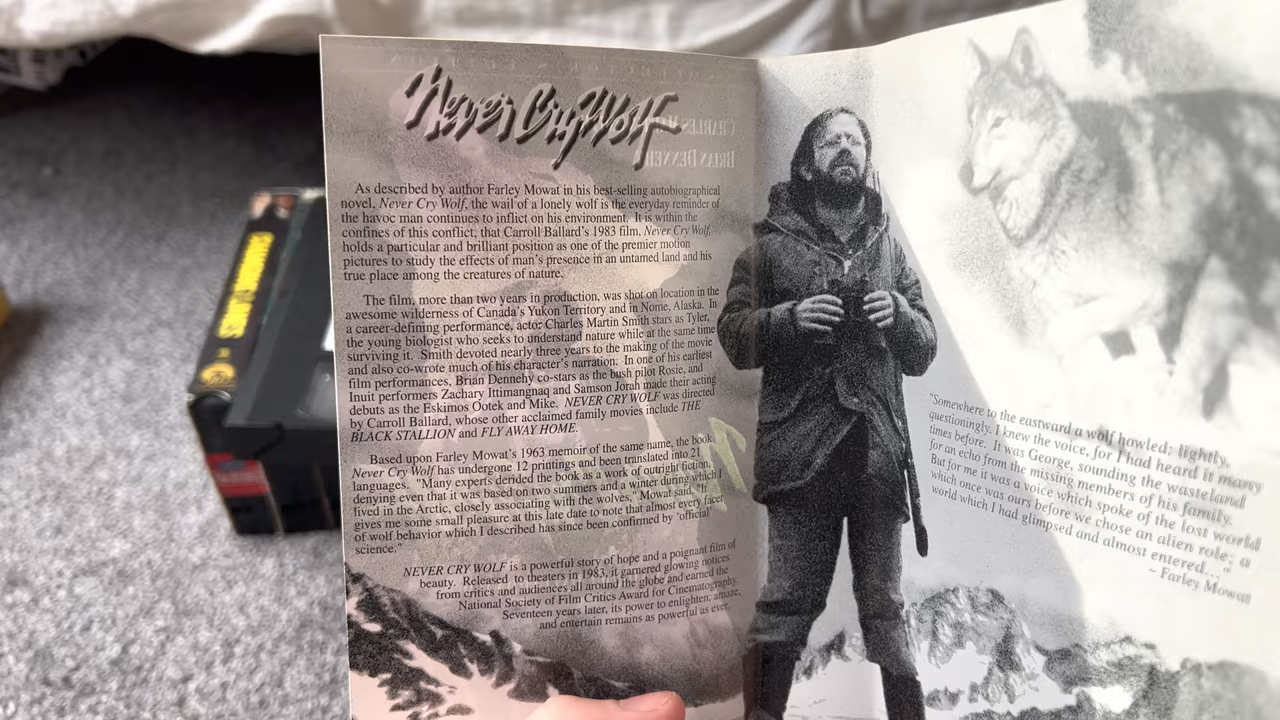 Never Cry Wolf
As described by author Farley Mowat in his best-selling autobiographical
novel, Never Cry Wolf, the wail of a lonely wolf is the everyday reminder of
the havoc man continues to inflict on his environment. It is within the
confines of this conflict, that Carroll Ballard's 1983 film, Never Cry Wolf,
holds a particular and brilliant position as one of the premier motion
pictures to study the effects of man's presence in an untamed land and his
true place among the creatures of nature.
The film, more than two years in production, was shot on location in the
awesome wilderness of Canada's Yukon Territory and in Nome, Alaska. In
a career-defining performance, actor Charles Martin Smith stars as Tyler,
the young biologist who seeks to understand nature while at the same time
surviving it. Smith devoted nearly three years to the making of the movie
and also co-wrote much of his character's narration. In one of his earliest
film performances, Brian Dennehy co-stars as the bush pilot Rosie, and
Inuit performers Zachary Ittimangnaq and Samson Jorah made their acting
debuts as the Eskimos Ootek and Mike. NEVER CRY WOLF was directed
by Carroll Ballard, whose other acclaimed family movies include THE
BLACK STALLION and FLY AWAY HOME.
Based upon Farley Mowat's 1963 memoir of the same name, the book
Never Cry Wolf has undergone 12 printings and been translated into 21
languages. "Many experts derided the book as a work of outright fiction,
denying even that it was based on two summers and a winter during which I
lived in the Arctic, closely associating with the wolves," Mowat said. "It
gives me some small pleasure at this late date to note that almost every facet
of wolf behavior which I described has since been confirmed by 'official'
science."
NEVER CRY WOLF is a powerful story of hope and a poignant film of
beauty. Released to theaters in 1983, it garnered glowing notices
from critics and audiences all around the globe and earned the
National Society of Film Critics Award for Cinematography.
Seventeen years later, its power to enlighten, amaze,
and entertain remains as powerful as ever.
"Somewhere to the eastward a wolf howled; lightly,
questioningly. I knew the voice, for I had heard it many
times before. It was George, sounding the wasteland
for an echo from the missing members of his family.
But for me it was a voice which spoke of the lost world
which once was ours before we chose an alien role; a
world which I had glimpsed and almost entered..."
– Farley Mowat